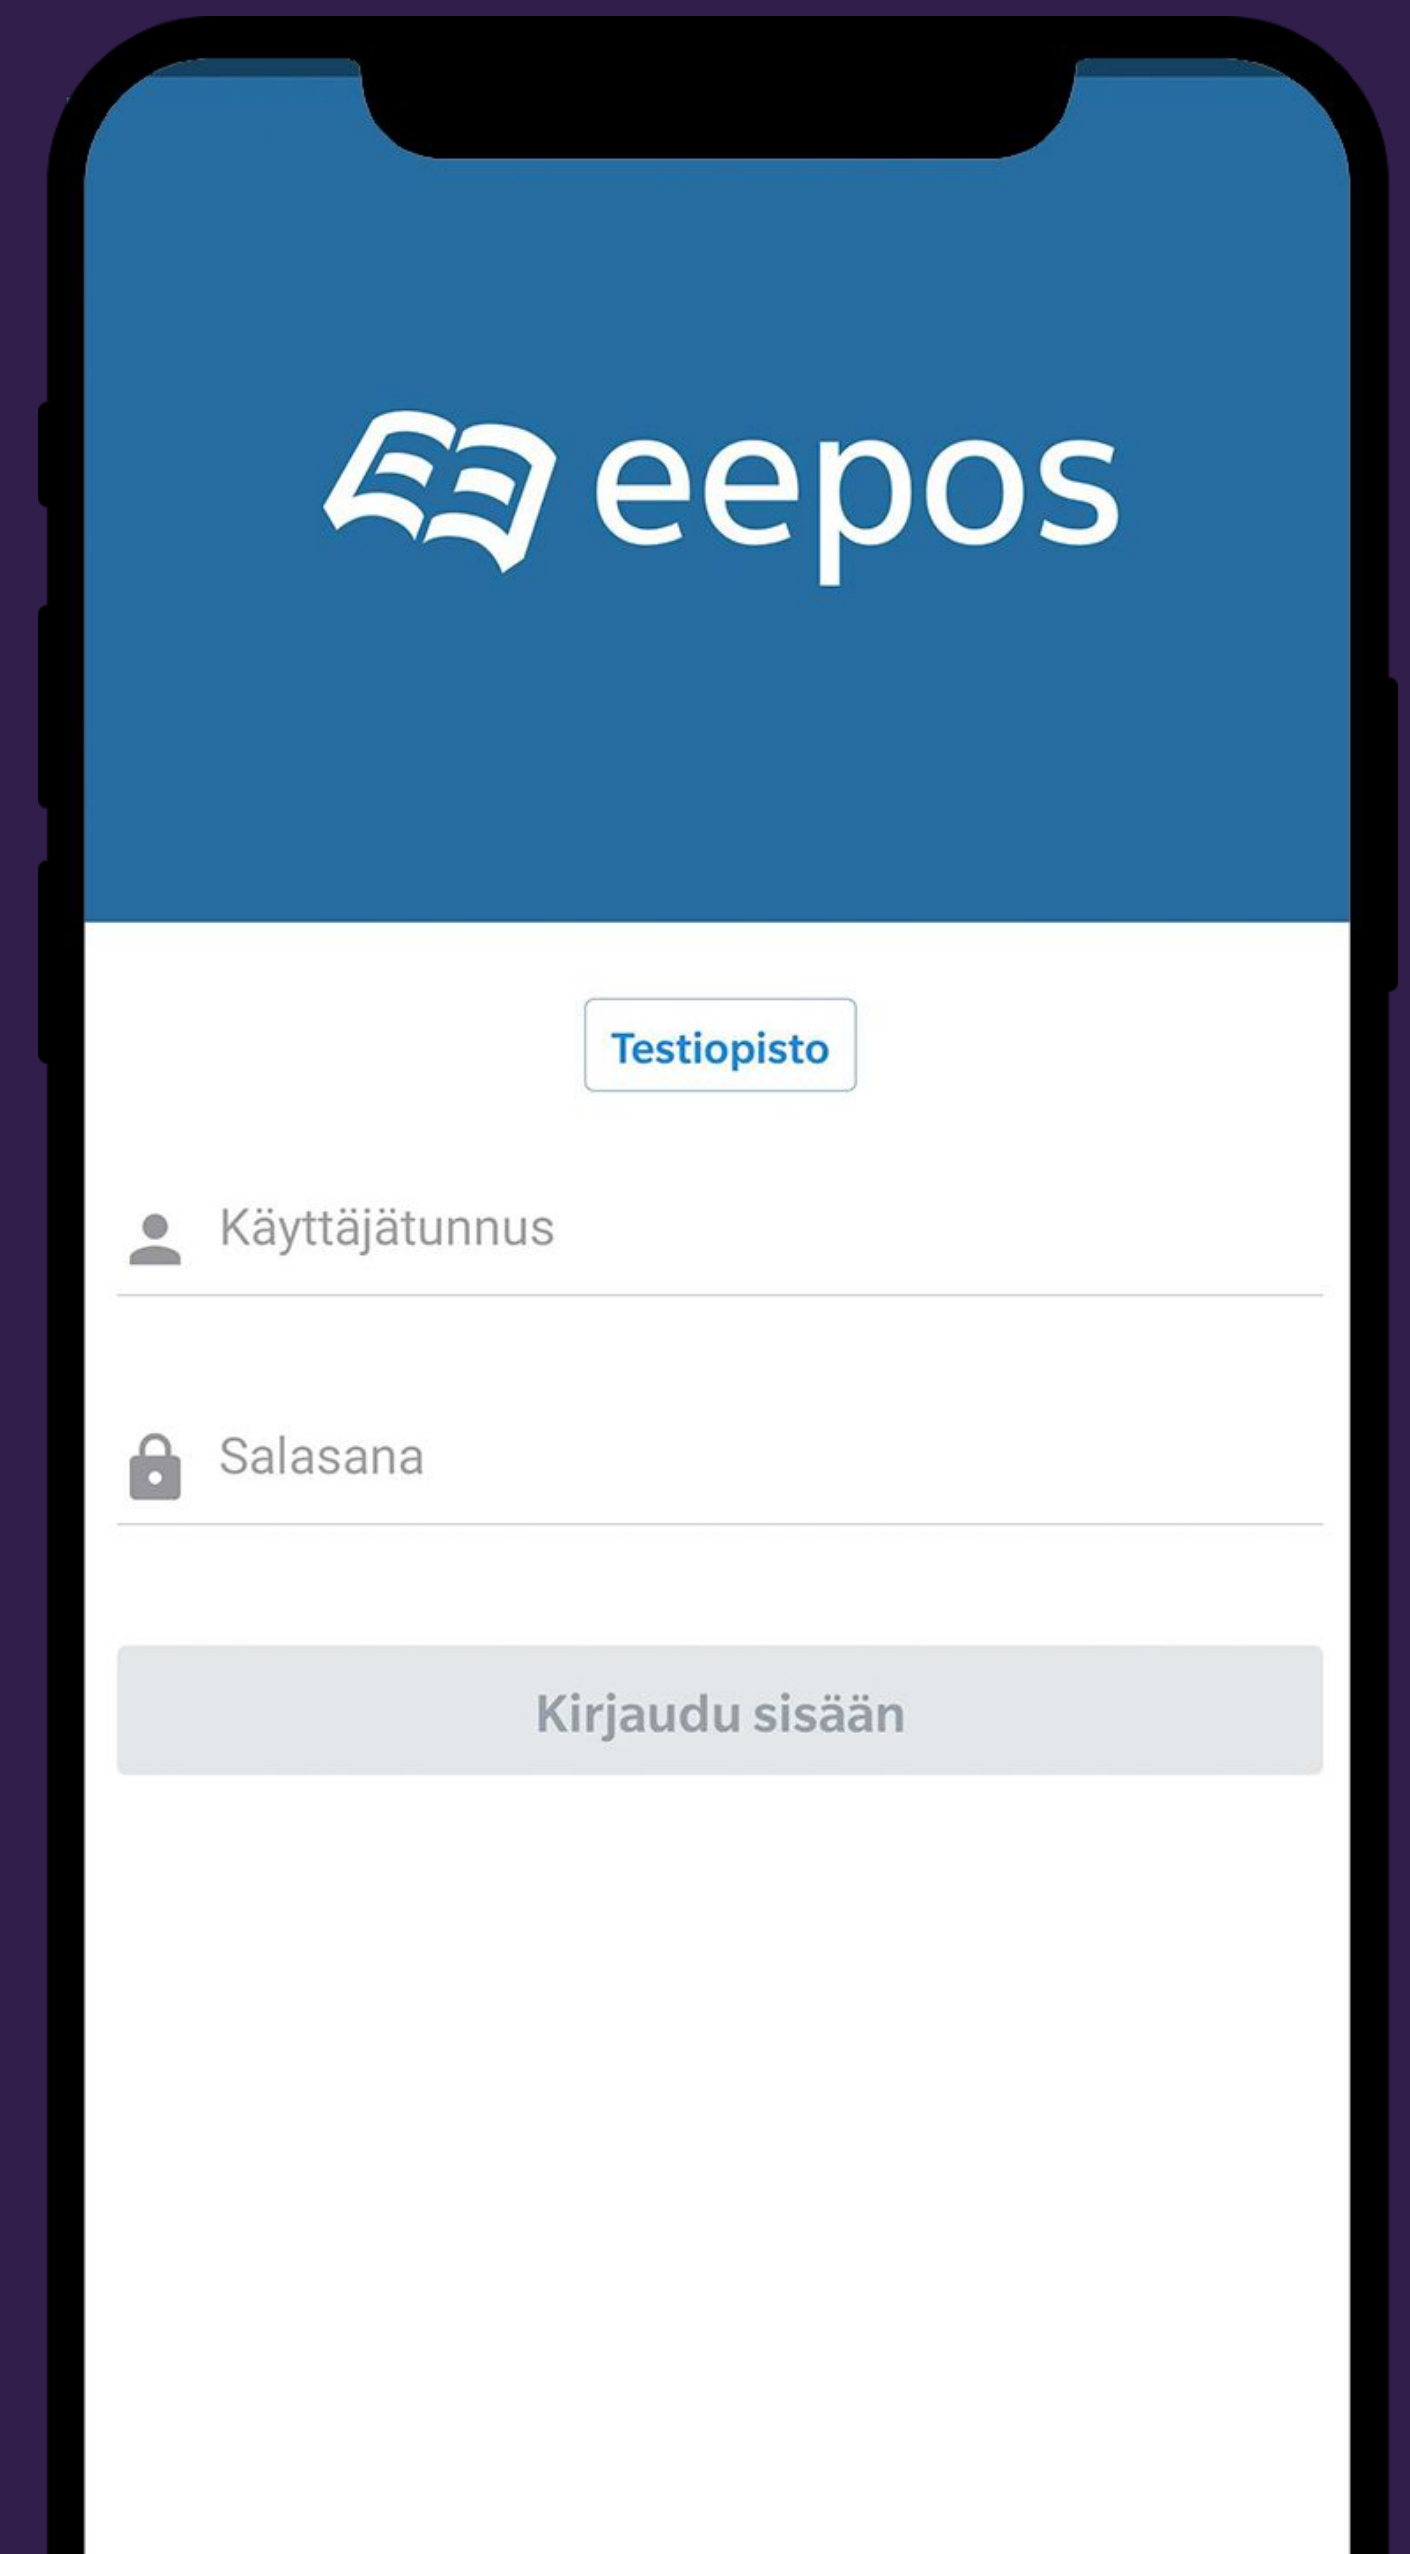 eepos
Testiopisto
Käyttäjätunnus
Salasana
Kirjaudu sisään